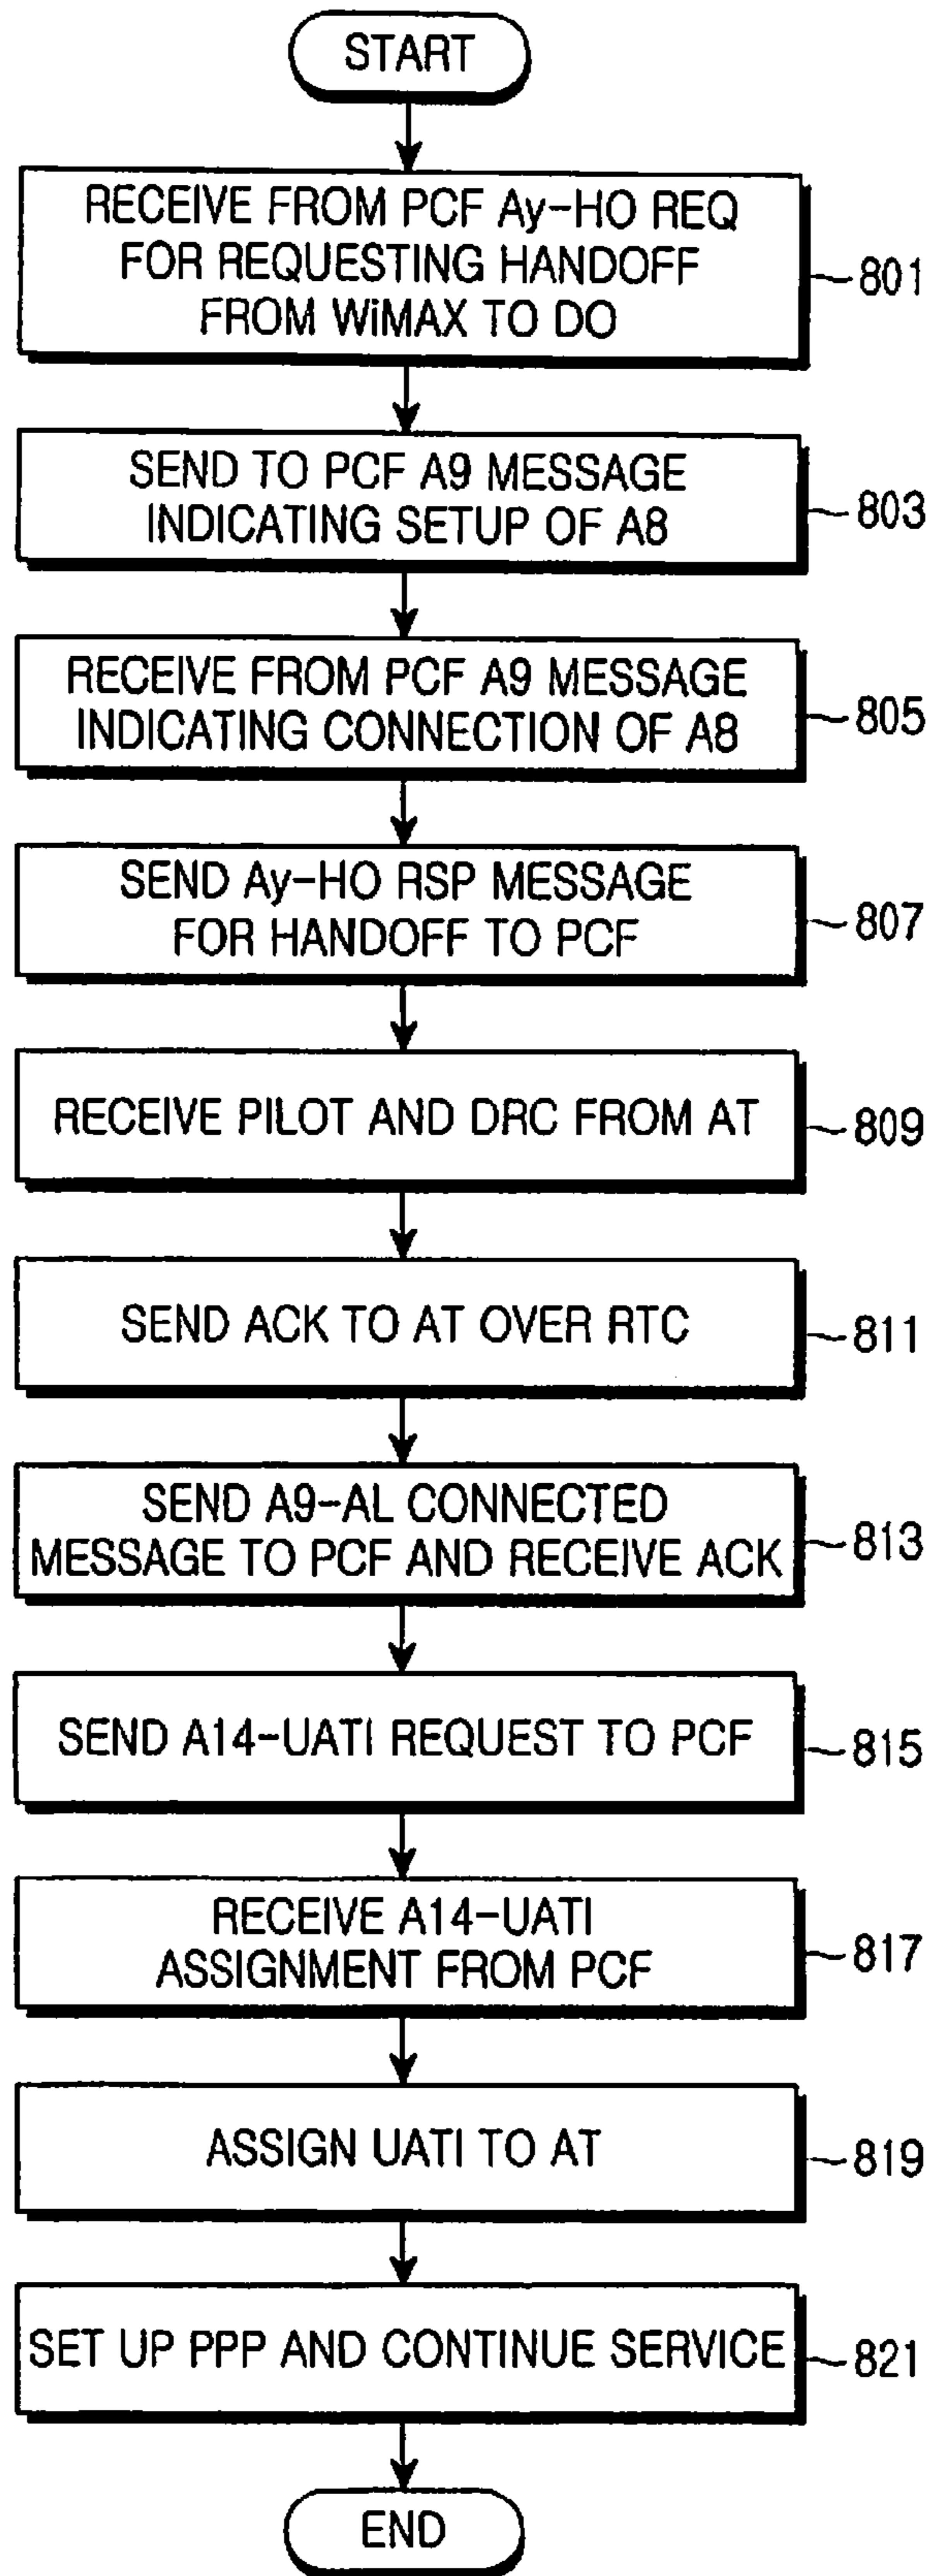 START
RECEIVE FROM PCF Ay-HO REQ
FOR REQUESTING HANDOFF
FROM WiMAX TO DO
801
SEND TO PCF A9 MESSAGE
INDICATING SETUP OF A8
803
RECEIVE FROM PCF A9 MESSAGE
INDICATING CONNECTION OF A8
805
SEND Ay-HO RSP MESSAGE
FOR HANDOFF TO PCF
807
RECEIVE PILOT AND DRC FROM AT
809
SEND ACK TO AT OVER RTC
811
SEND A9-AL CONNECTED
MESSAGE TO PCF AND RECEIVE ACK
813
SEND A14-UATI REQUEST TO PCF
815
RECEIVE A14-UATI
ASSIGNMENT FROM PCF
817
ASSIGN UATI TO AT
819
SET UP PPP AND CONTINUE SERVICE
821
END